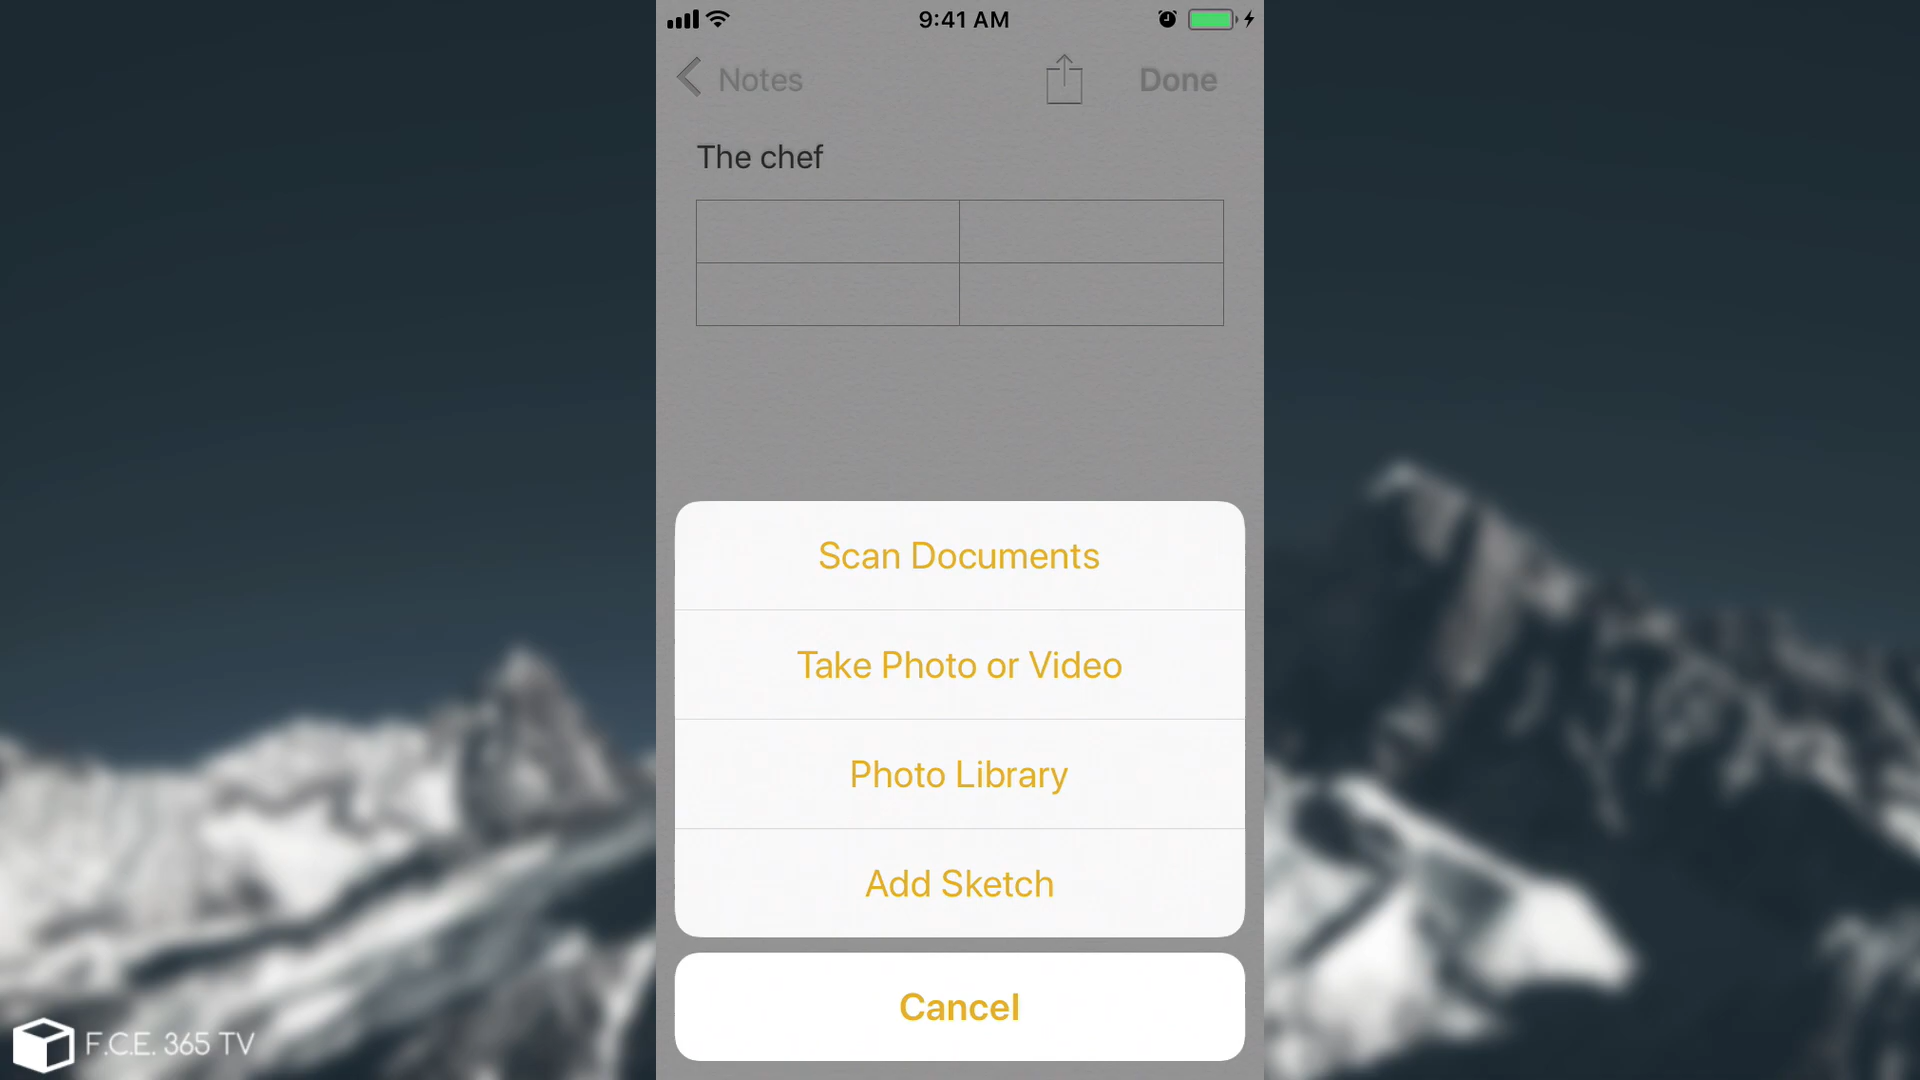 9:41 AM
Notes
Done
The chef
Scan Documents
Take Photo or Video
Photo Library
Add Sketch
Cancel
F.C.E. 365 TV